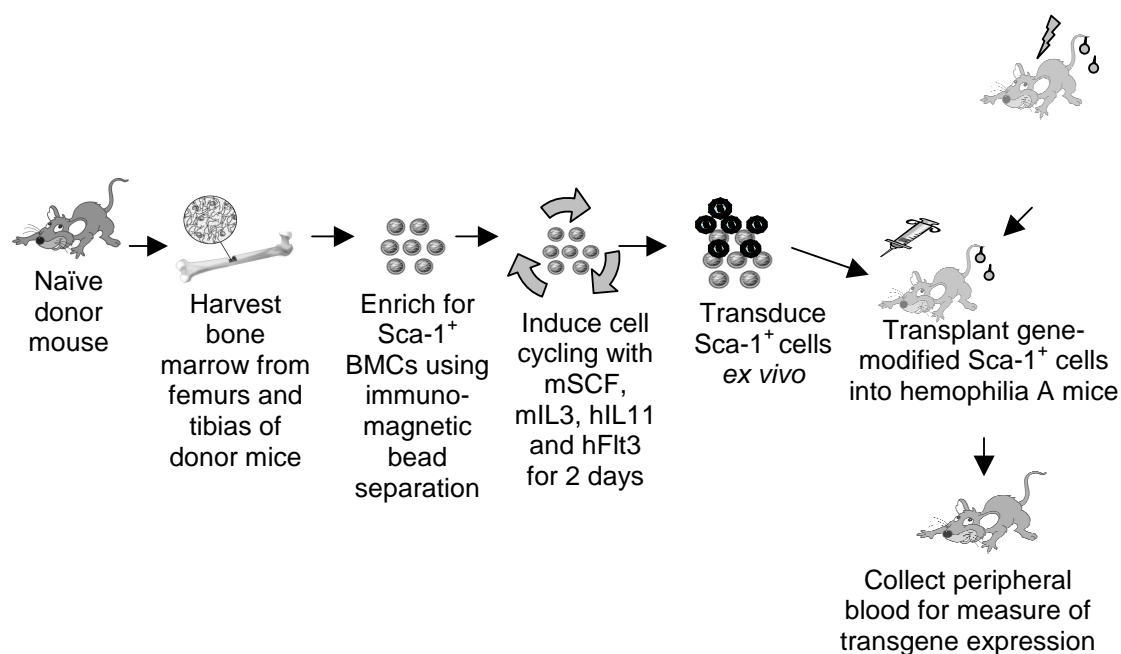 Naïve
donor
mouse
Harvest
bone
marrow from
femurs and
tibias of
donor mice
Enrich for
Sca-1⁺
BMCs using
immuno-
magnetic
bead
separation
Induce cell
cycling with
mSCF,
mIL3, hIL11
and hFlt3
for 2 days
Transduce
Sca-1⁺ cells
ex vivo
Transplant gene-
modified Sca-1⁺ cells
into hemophilia A mice
Collect peripheral
blood for measure of
transgene expression